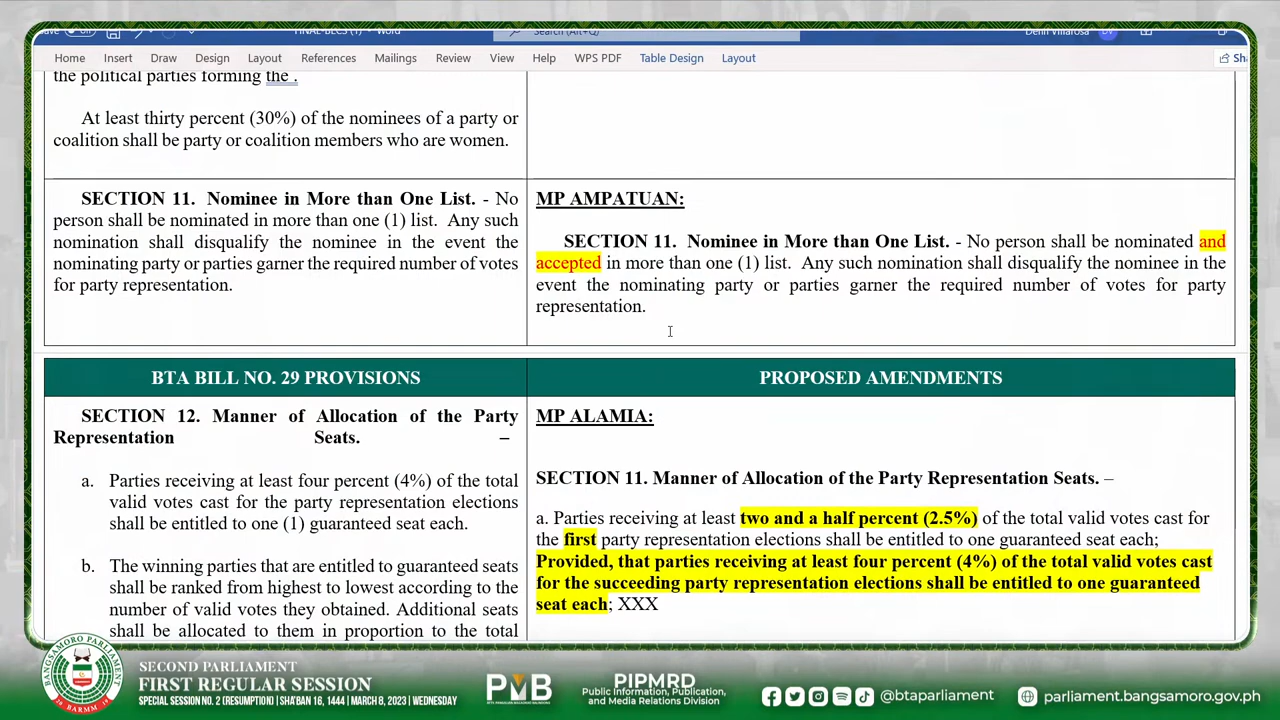 Search (Alt+Q)
Home Insert Draw Design Layout References Mailings Review View Help WPS PDF Table Design Layout
the political parties forming the .
At least thirty percent (30%) of the nominees of a party or
coalition shall be party or coalition members who are women.
SECTION 11. Nominee in More than One List. - No
person shall be nominated in more than one (1) list. Any such
nomination shall disqualify the nominee in the event the
nominating party or parties garner the required number of votes
for party representation.
MP AMPATUAN:
SECTION 11. Nominee in More than One List. - No person shall be nominated and
accepted in more than one (1) list. Any such nomination shall disqualify the nominee in the
event the nominating party or parties garner the required number of votes for party
representation.
BTA BILL NO. 29 PROVISIONS
PROPOSED AMENDMENTS
SECTION 12. Manner of Allocation of the Party
Representation Seats. –
a. Parties receiving at least four percent (4%) of the total
valid votes cast for the party representation elections
shall be entitled to one (1) guaranteed seat each.
b. The winning parties that are entitled to guaranteed seats
shall be ranked from highest to lowest according to the
number of valid votes they obtained. Additional seats
shall be allocated to them in proportion to the total
MP ALAMIA:
SECTION 11. Manner of Allocation of the Party Representation Seats. –
a. Parties receiving at least two and a half percent (2.5%) of the total valid votes cast for
the first party representation elections shall be entitled to one guaranteed seat each;
Provided, that parties receiving at least four percent (4%) of the total valid votes cast
for the succeeding party representation elections shall be entitled to one guaranteed
seat each; XXX
BANGSAMORO PARLIAMENT
BARMM
SECOND PARLIAMENT
FIRST REGULAR SESSION
SPECIAL SESSION NO. 2 (RESUMPTION) | SHA'BAN 16, 1444 | MARCH 8, 2023 | WEDNESDAY
PMB
PIPMRD
Public Information, Publication,
and Media Relations Division
@btaparliament
parliament.bangsamoro.gov.ph